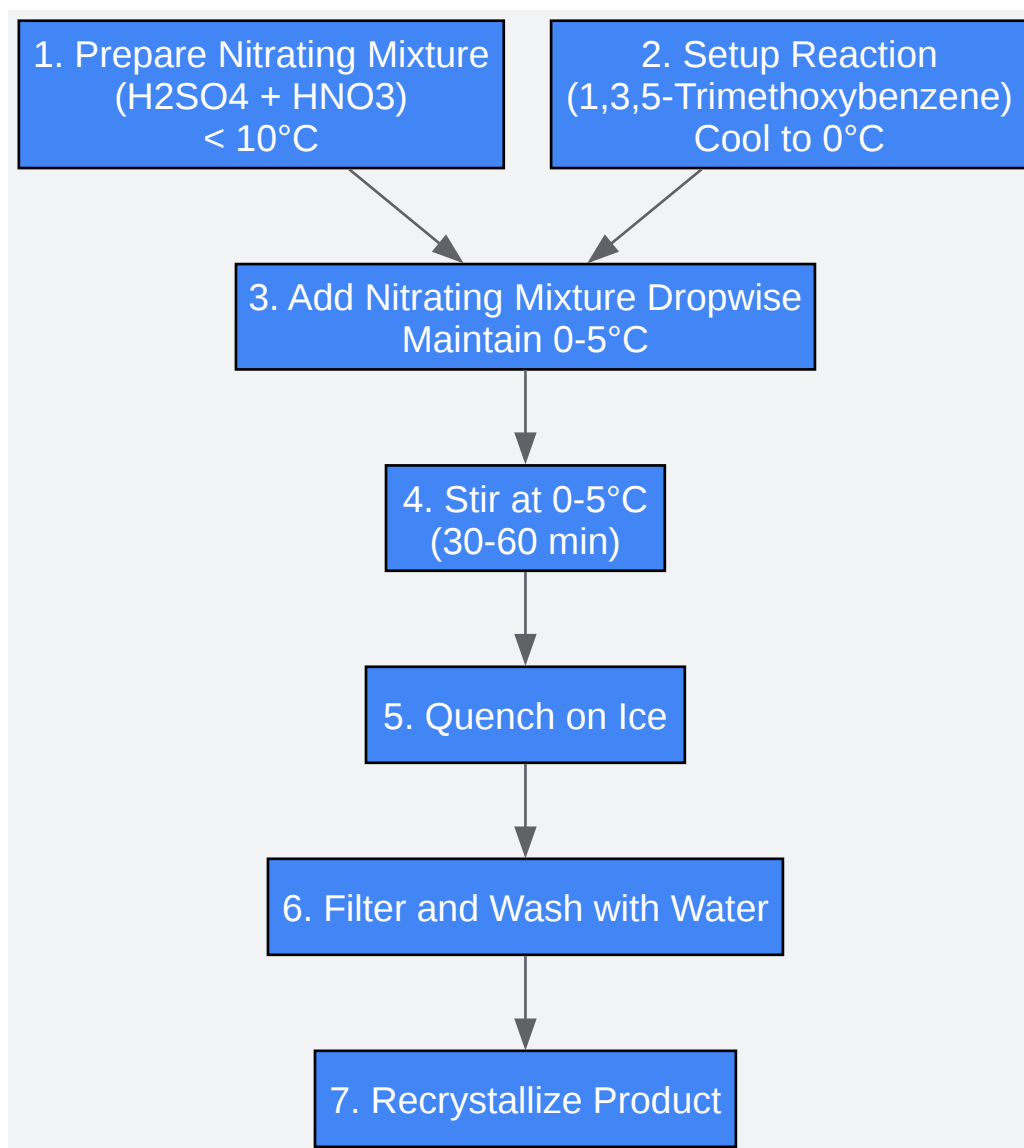 1. Prepare Nitrating Mixture
(H2SO4 + HNO3)
< 10°C
2. Setup Reaction
(1,3,5-Trimethoxybenzene)
Cool to 0°C
3. Add Nitrating Mixture Dropwise
Maintain 0-5°C
4. Stir at 0-5°C
(30-60 min)
5. Quench on Ice
6. Filter and Wash with Water
7. Recrystallize Product